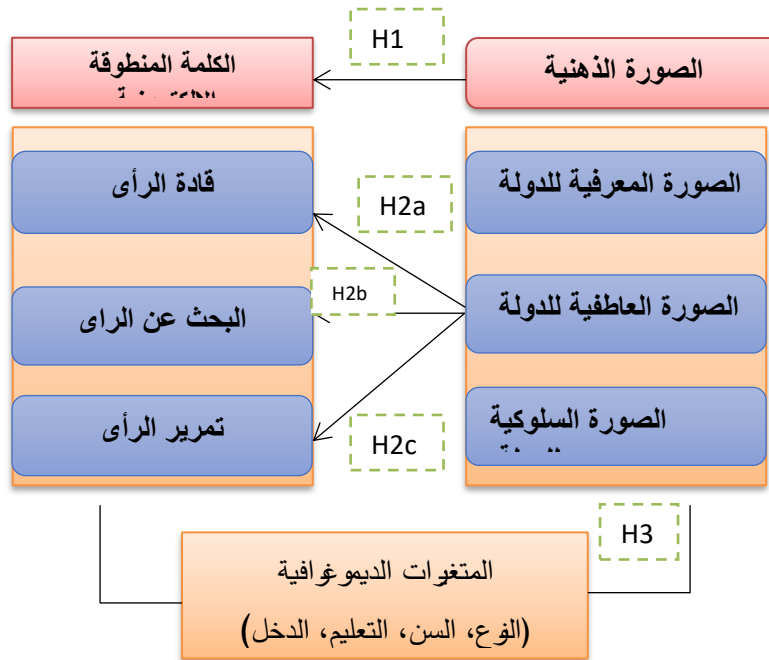 H1
الصورة الذهنية
الكلمة المنطوقة
الصورة المعرفية للدولة
قادة الرأى
H2a
الصورة العاطفية للدولة
H2b
البحث عن الراى
الصورة السلوكية
تمرير الرأى
H2c
H3
المتغيرات الديموغرافية
(النوع، السن، التعليم، الدخل)